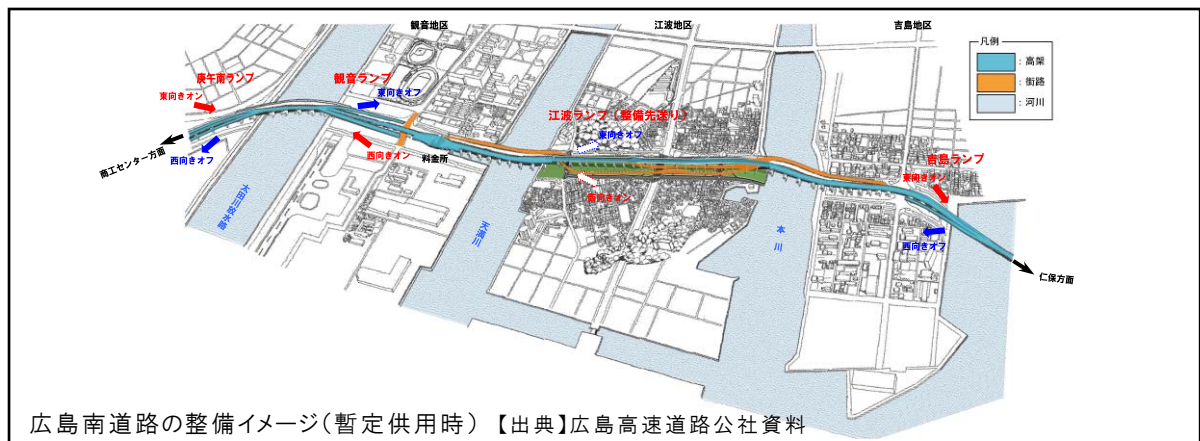 観音地区
江波地区
吉島地区
凡例
：高架
：街路
：河川
庚午南ランプ
東向きオン
観音ランプ
東向きオフ
江波ランプ（整備先送り）
東向きオフ
商工センター方面
西向きオフ
西向きオン
料金所
西向きオン
吉島ランプ
東向きオン
太田川放水路
天満川
本川
西向きオフ
仁保方面
広島南道路の整備イメージ（暫定供用時）【出典】広島高速道路公社資料